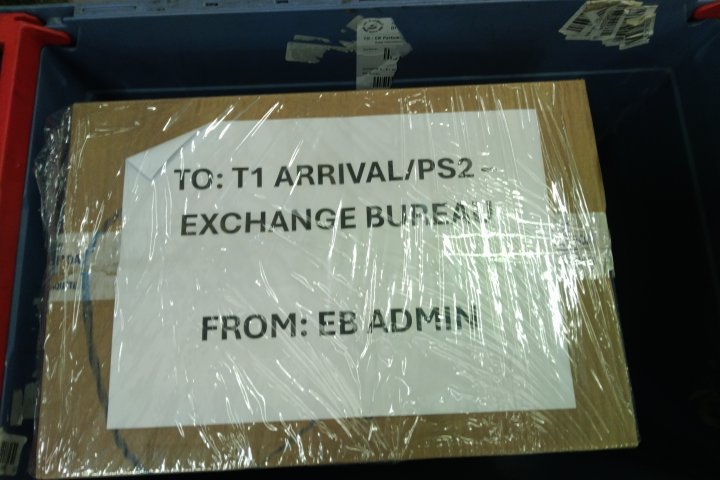 TO: T1 ARRIVAL/PS2 -
EXCHANGE BUREAU
FROM: EB ADMIN